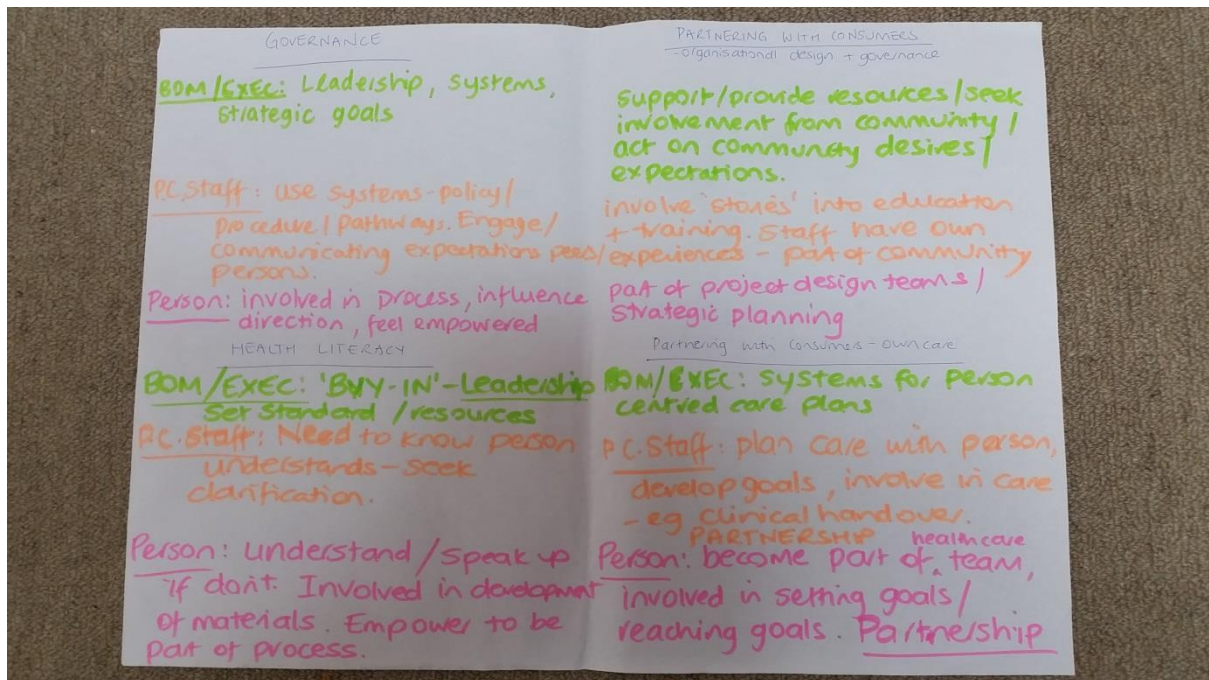 GOVERNANCE
BOM/EXEC: Leadership, systems,
strategic goals
P.C. Staff: use systems-policy/
procedure/pathways. Engage/
communicating expectations peers/
persons.
Person: involved in process, influence
direction, feel empowered
PARTNERING WITH CONSUMERS
-organisational design + governance
support/provide resources/seek
involvement from community/
act on community desires/
expectations.
involve 'stories' into education
+ training. Staff have own
experiences - part of community
part of project design teams/
strategic planning
HEALTH LITERACY
BOM/EXEC: 'BUY-IN'-Leadership
Set standard/resources
P.C. Staff: Need to know person
understands-seek
clarification.
Person: Understand/speak up
if don't. Involved in development
of materials. Empower to be
part of process.
Partnering with consumers-own care
BOM/EXEC: systems for person
centred care plans
P.C. Staff: plan care with person,
develop goals, involve in care
- eg clinical handover.
PARTNERSHIP
healthcare
Person: become part of ^ team,
involved in setting goals/
reaching goals. Partnership